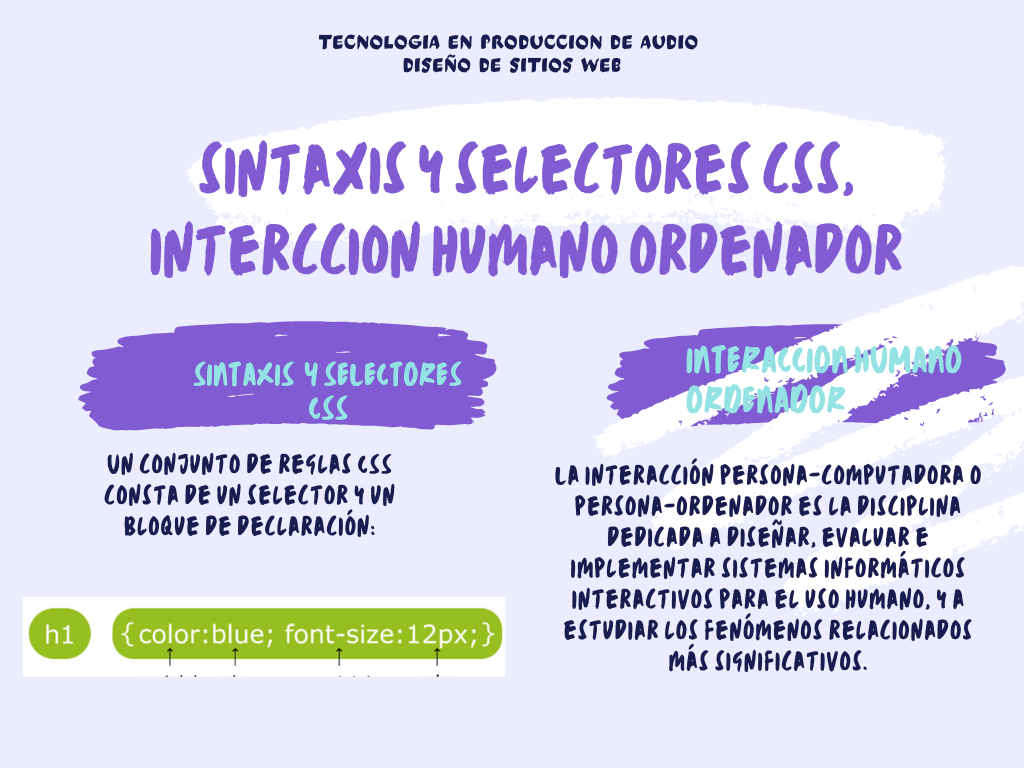 TECNOLOGIA EN PRODUCCION DE AUDIO
DISEÑO DE SITIOS WEB
SINTAXIS Y SELECTORES CSS,
INTERCCION HUMANO ORDENADOR
SINTAXIS Y SELECTORES
CSS
UN CONJUNTO DE REGLAS CSS
CONSTA DE UN SELECTOR Y UN
BLOQUE DE DECLARACIÓN:
h1 {color:blue; font-size:12px;}
INTERACCION HUMANO
ORDENADOR
LA INTERACCIÓN PERSONA-COMPUTADORA O
PERSONA-ORDENADOR ES LA DISCIPLINA
DEDICADA A DISEÑAR, EVALUAR E
IMPLEMENTAR SISTEMAS INFORMÁTICOS
INTERACTIVOS PARA EL USO HUMANO, Y A
ESTUDIAR LOS FENÓMENOS RELACIONADOS
MÁS SIGNIFICATIVOS.